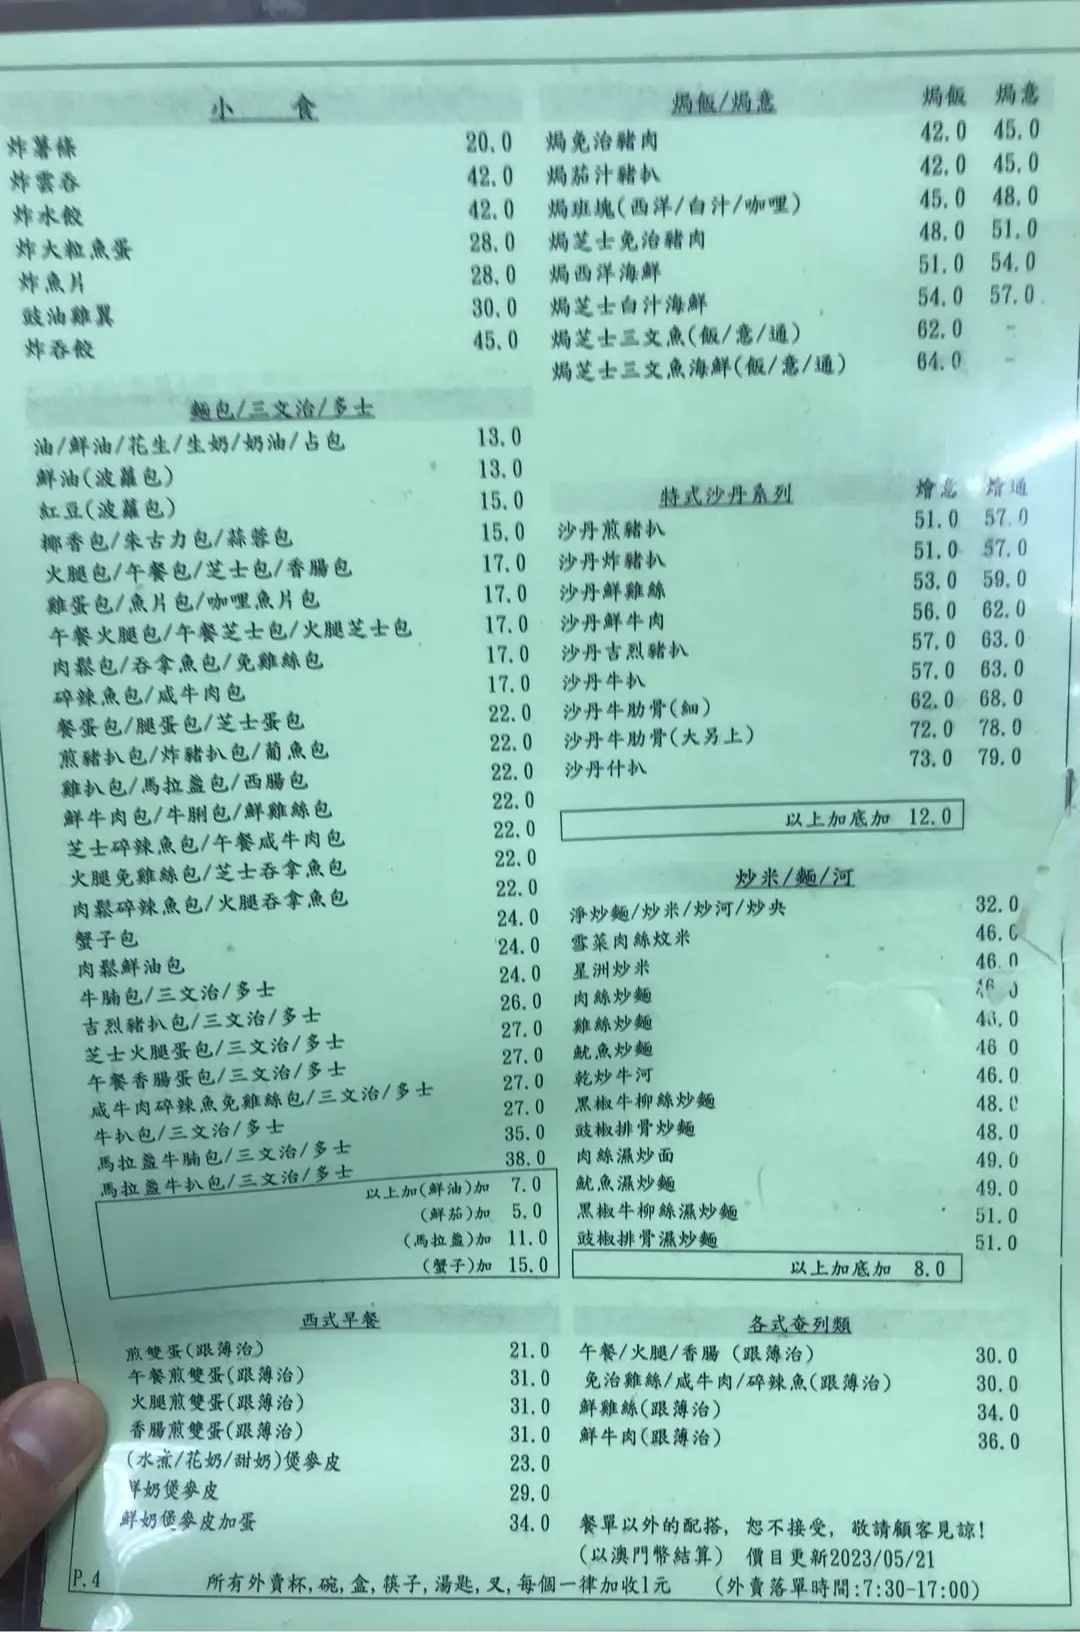 小 食
炸薯條 20.0
炸雲吞 42.0
炸水餃 42.0
炸大粒魚蛋 28.0
炸魚片 28.0
豉油雞翼 30.0
炸吞餃 45.0
麵包/三文治/多士
油/鮮油/花生/生奶/奶油/占包 13.0
鮮油(波蘿包) 13.0
紅豆(波蘿包) 15.0
椰香包/朱古力包/蒜蓉包 15.0
火腿包/午餐包/芝士包/香腸包 17.0
雞蛋包/魚片包/咖哩魚片包 17.0
午餐火腿包/午餐芝士包/火腿芝士包 17.0
肉鬆包/吞拿魚包/免雞絲包 17.0
碎辣魚包/咸牛肉包 17.0
餐蛋包/腿蛋包/芝士蛋包 22.0
煎豬扒包/炸豬扒包/葡魚包 22.0
雞扒包/馬拉盞包/西腸包 22.0
鮮牛肉包/牛脷包/鮮雞絲包 22.0
芝士碎辣魚包/午餐咸牛肉包 22.0
火腿免雞絲包/芝士吞拿魚包 22.0
肉鬆碎辣魚包/火腿吞拿魚包 22.0
蟹子包 24.0
肉鬆鮮油包 24.0
牛腩包/三文治/多士 24.0
吉烈豬扒包/三文治/多士 26.0
芝士火腿蛋包/三文治/多士 27.0
午餐香腸蛋包/三文治/多士 27.0
咸牛肉碎辣魚免雞絲包/三文治/多士 27.0
牛扒包/三文治/多士 27.0
馬拉盞牛腩包/三文治/多士 35.0
馬拉盞牛扒包/三文治/多士 38.0
以上加(鮮油)加 7.0
(鮮茄)加 5.0
(馬拉盞)加 11.0
(蟹子)加 15.0
西式早餐
煎雙蛋(跟薄治) 21.0
午餐煎雙蛋(跟薄治) 31.0
火腿煎雙蛋(跟薄治) 31.0
香腸煎雙蛋(跟薄治) 31.0
(水煮/花奶/甜奶)煲麥皮 23.0
鮮奶煲麥皮 29.0
鮮奶煲麥皮加蛋 34.0
焗飯/焗意 焗飯 焗意
焗免治豬肉 42.0 45.0
焗茄汁豬扒 42.0 45.0
焗班塊(西洋/白汁/咖哩) 45.0 48.0
焗芝士免治豬肉 48.0 51.0
焗西洋海鮮 51.0 54.0
焗芝士白汁海鮮 54.0 57.0
焗芝士三文魚(飯/意/通) 62.0 -
焗芝士三文魚海鮮(飯/意/通) 64.0 -
特式沙丹系列 燴意 燴通
沙丹煎豬扒 51.0 57.0
沙丹炸豬扒 51.0 57.0
沙丹鮮雞絲 53.0 59.0
沙丹鮮牛肉 56.0 62.0
沙丹吉烈豬扒 57.0 63.0
沙丹牛扒 57.0 63.0
沙丹牛肋骨(細) 62.0 68.0
沙丹牛肋骨(大另上) 72.0 78.0
沙丹什扒 73.0 79.0
以上加底加 12.0
炒米/麵/河
淨炒麵/炒米/炒河/炒央 32.0
雪菜肉絲炆米 46.0
星洲炒米 46.0
肉絲炒麵
雞絲炒麵 46.0
魷魚炒麵 46 0
乾炒牛河 46.0
黑椒牛柳絲炒麵 48.0
豉椒排骨炒麵 48.0
肉絲濕炒面 49.0
魷魚濕炒麵 49.0
黑椒牛柳絲濕炒麵 51.0
豉椒排骨濕炒麵 51.0
以上加底加 8.0
各式奄列類
午餐/火腿/香腸 (跟薄治) 30.0
免治雞絲/咸牛肉/碎辣魚(跟薄治) 30.0
鮮雞絲(跟薄治) 34.0
鮮牛肉(跟薄治) 36.0
餐單以外的配搭, 恕不接受, 敬請顧客見諒!
(以澳門幣結算) 價目更新2023/05/21
P.4 所有外賣杯,碗,盒,筷子,湯匙,叉,每個一律加收1元 (外賣落單時間:7:30-17:00)